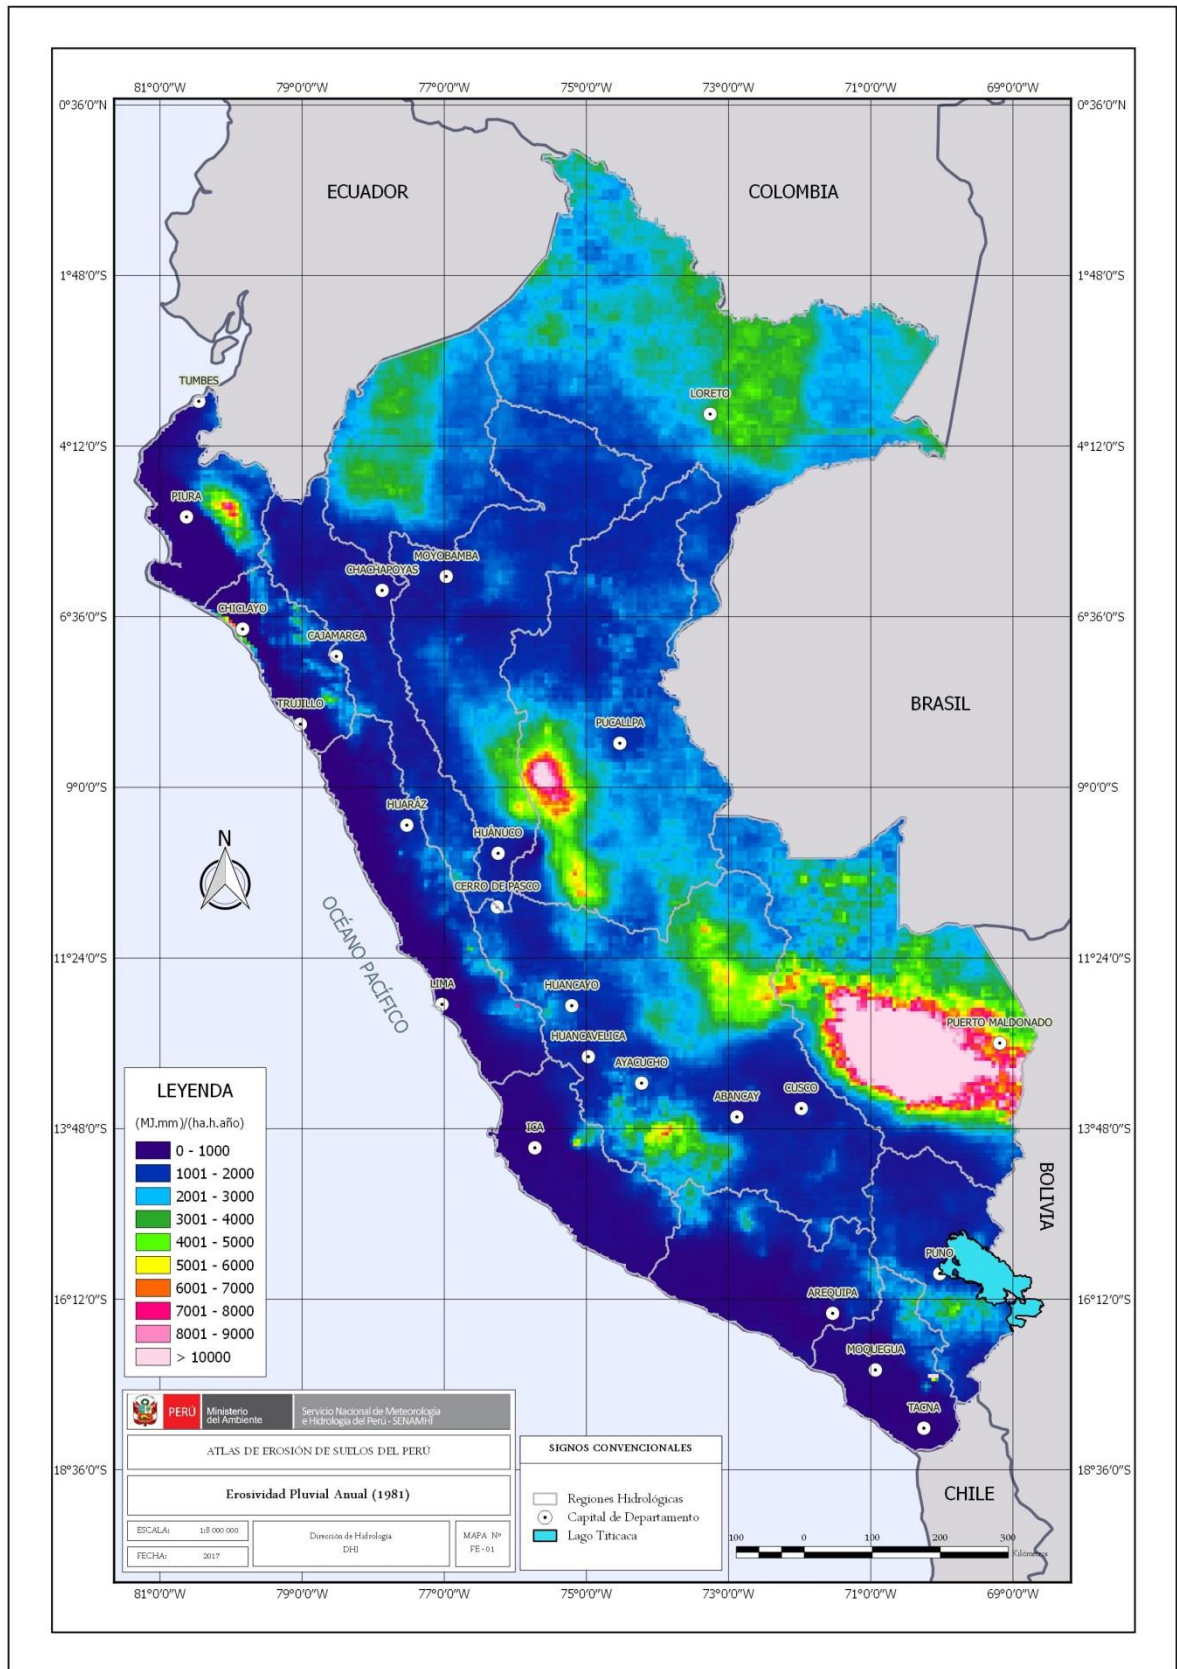 81°0'0"W 79°0'0"W 77°0'0"W 75°0'0"W 73°0'0"W 71°0'0"W 69°0'0"W
0°36'0"N 0°36'0"N
ECUADOR
COLOMBIA
1°48'0"S 1°48'0"S
TUMBES
LORETO
4°12'0"S 4°12'0"S
PIURA
MOYOBAMBA
CHACHAPOYAS
CHICLAYO
6°36'0"S 6°36'0"S
CAJAMARCA
TRUJILLO
BRASIL
PUCALLPA
9°0'0"S 9°0'0"S
HUARÁZ
HUÁNUCO
N
CERRO DE PASCO
OCÉANO PACÍFICO
11°24'0"S 11°24'0"S
LIMA
HUANCAYO
PUERTO MALDONADO
HUANCAVELICA
AYACUCHO
ABANCAY
CUSCO
13°48'0"S 13°48'0"S
ICA
BOLIVIA
PUNO
16°12'0"S 16°12'0"S
AREQUIPA
MOQUEGUA
TACNA
18°36'0"S 18°36'0"S
CHILE
LEYENDA
(MJ.mm)/(ha.h.año)
0 - 1000
1001 - 2000
2001 - 3000
3001 - 4000
4001 - 5000
5001 - 6000
6001 - 7000
7001 - 8000
8001 - 9000
> 10000
PERÚ
Ministerio
del Ambiente
Servicio Nacional de Meteorología
e Hidrología del Perú - SENAMHI
ATLAS DE EROSIÓN DE SUELOS DEL PERÚ
Erosividad Pluvial Anual (1981)
ESCALA: 1:8 000 000
FECHA: 2017
Dirección de Hidrología
DHI
MAPA Nº
FE - 01
SIGNOS CONVENCIONALES
Regiones Hidrológicas
Capital de Departamento
Lago Titicaca
100 0 100 200 300
Kilómetros
81°0'0"W 79°0'0"W 77°0'0"W 75°0'0"W 73°0'0"W 71°0'0"W 69°0'0"W